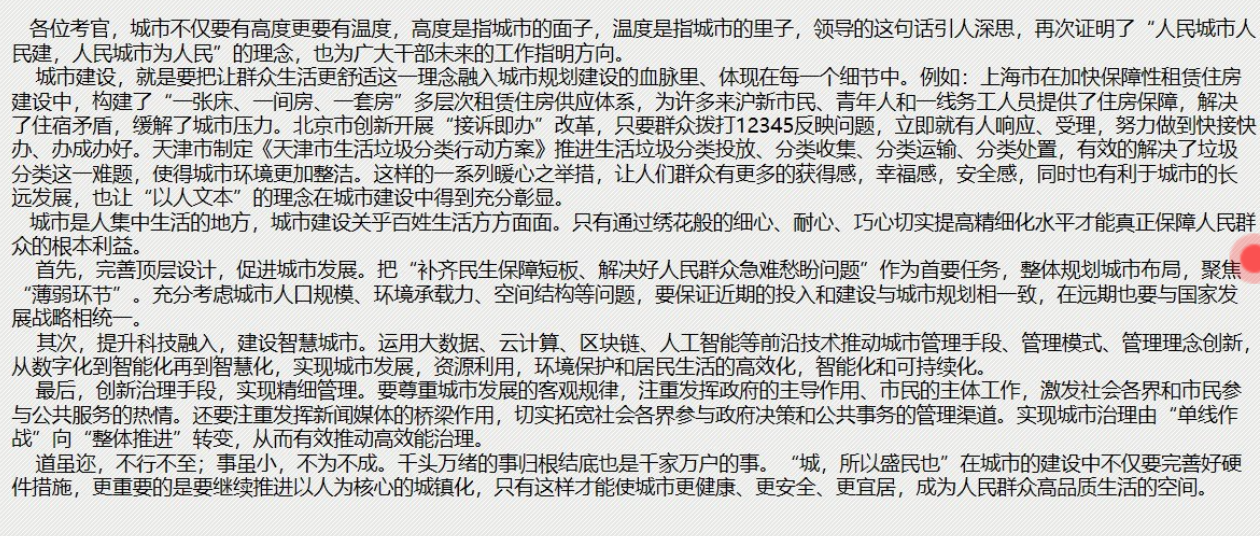 各位考官，城市不仅要有高度更要有温度，高度是指城市的面子，温度是指城市的里子，领导的这句话引人深思，再次证明了“人民城市人
民建，人民城市为人民”的理念，也为广大干部未来的工作指明方向。
城市建设，就是要把让群众生活更舒适这一理念融入城市规划建设的血脉里、体现在每一个细节中。例如：上海市在加快保障性租赁住房
建设中，构建了“一张床、一间房、一套房”多层次租赁住房供应体系，为许多来沪新市民、青年人和一线务工人员提供了住房保障，解决
了住宿矛盾，缓解了城市压力。北京市创新开展“接诉即办”改革，只要群众拨打12345反映问题，立即就有人响应、受理，努力做到快接快
办、办成办好。天津市制定《天津市生活垃圾分类行动方案》推进生活垃圾分类投放、分类收集、分类运输、分类处置，有效的解决了垃圾
分类这一难题，使得城市环境更加整洁。这样的一系列暖心之举措，让人们群众有更多的获得感，幸福感，安全感，同时也有利于城市的长
远发展，也让“以人文本”的理念在城市建设中得到充分彰显。
城市是人集中生活的地方，城市建设关乎百姓生活方方面面。只有通过绣花般的细心、耐心、巧心切实提高精细化水平才能真正保障人民群
众的根本利益。
首先，完善顶层设计，促进城市发展。把“补齐民生保障短板、解决好人民群众急难愁盼问题”作为首要任务，整体规划城市布局，聚焦
“薄弱环节”。充分考虑城市人口规模、环境承载力、空间结构等问题，要保证近期的投入和建设与城市规划相一致，在远期也要与国家发
展战略相统一。
其次，提升科技融入，建设智慧城市。运用大数据、云计算、区块链、人工智能等前沿技术推动城市管理手段、管理模式、管理理念创新，
从数字化到智能化再到智慧化，实现城市发展，资源利用，环境保护和居民生活的高效化，智能化和可持续化。
最后，创新治理手段，实现精细管理。要尊重城市发展的客观规律，注重发挥政府的主导作用、市民的主体工作，激发社会各界和市民参
与公共服务的热情。还要注重发挥新闻媒体的桥梁作用，切实拓宽社会各界参与政府决策和公共事务的管理渠道。实现城市治理由“单线作
战”向“整体推进”转变，从而有效推动高效能治理。
道虽迩，不行不至；事虽小，不为不成。千头万绪的事归根结底也是千家万户的事。“城，所以盛民也”在城市的建设中不仅要完善好硬
件措施，更重要的是要继续推进以人为核心的城镇化，只有这样才能使城市更健康、更安全、更宜居，成为人民群众高品质生活的空间。